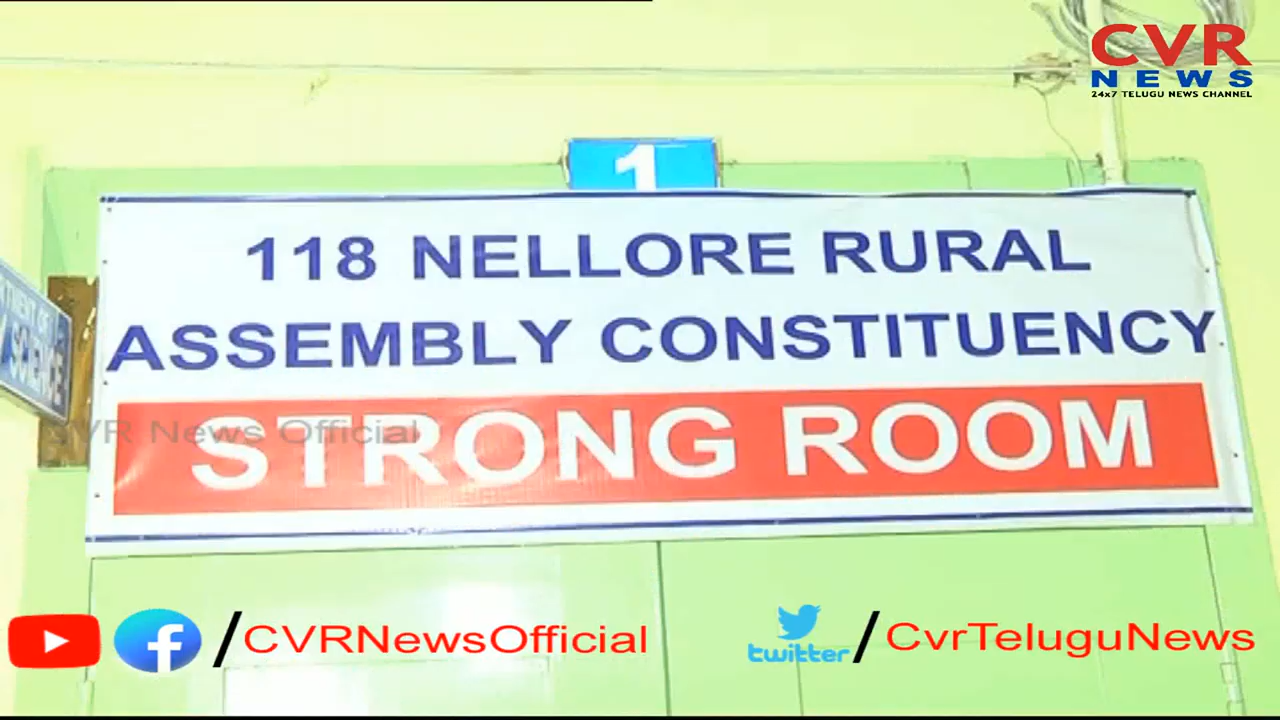 CVR
NEWS
24x7 TELUGU NEWS CHANNEL
1
118 NELLORE RURAL
ASSEMBLY CONSTITUENCY
STRONG ROOM
SCIENCE
CVR News Official
/CVRNewsOfficial
twitter/CvrTeluguNews